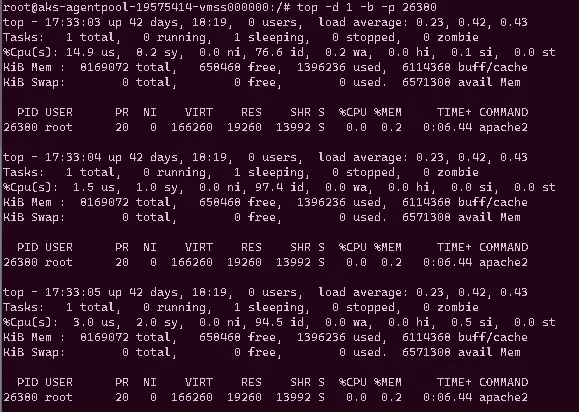 root@aks-agentpool-19575414-vmss000000:/# top -d 1 -b -p 26380
top - 17:33:03 up 42 days, 18:19,  0 users,  load average: 0.23, 0.42, 0.43
Tasks:   1 total,   0 running,   1 sleeping,   0 stopped,   0 zombie
%Cpu(s): 14.9 us,  8.2 sy,  0.0 ni, 76.6 id,  0.2 wa,  0.0 hi,  0.1 si,  0.0 st
KiB Mem :  8169072 total,   658460 free,  1396236 used,  6114368 buff/cache
KiB Swap:        0 total,        0 free,        0 used.  6571308 avail Mem
PID USER      PR  NI    VIRT    RES    SHR S  %CPU %MEM     TIME+ COMMAND
26380 root      20   0  166260  19260  13992 S   0.0  0.2   0:06.44 apache2
top - 17:33:04 up 42 days, 18:19,  0 users,  load average: 0.23, 0.42, 0.43
Tasks:   1 total,   0 running,   1 sleeping,   0 stopped,   0 zombie
%Cpu(s):  1.5 us,  1.0 sy,  0.0 ni, 97.4 id,  0.0 wa,  0.0 hi,  0.0 si,  0.0 st
KiB Mem :  8169072 total,   658468 free,  1396236 used,  6114368 buff/cache
KiB Swap:        0 total,        0 free,        0 used.  6571308 avail Mem
PID USER      PR  NI    VIRT    RES    SHR S  %CPU %MEM     TIME+ COMMAND
26380 root      20   0  166260  19260  13992 S   0.0  0.2   0:06.44 apache2
top - 17:33:05 up 42 days, 18:19,  0 users,  load average: 0.23, 0.42, 0.43
Tasks:   1 total,   0 running,   1 sleeping,   0 stopped,   0 zombie
%Cpu(s):  3.0 us,  2.0 sy,  0.0 ni, 94.5 id,  0.0 wa,  0.0 hi,  0.5 si,  0.0 st
KiB Mem :  8169072 total,   658468 free,  1396236 used,  6114368 buff/cache
KiB Swap:        0 total,        0 free,        0 used.  6571308 avail Mem
PID USER      PR  NI    VIRT    RES    SHR S  %CPU %MEM     TIME+ COMMAND
26380 root      20   0  166260  19260  13992 S   0.0  0.2   0:06.44 apache2